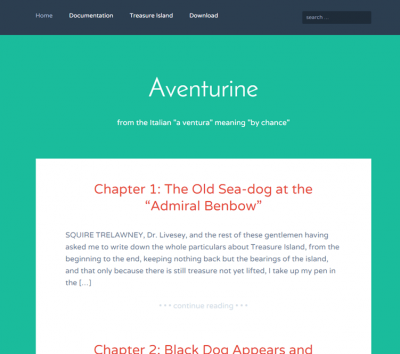 Home Documentation Treasure Island Download search ...
Aventurine
from the Italian "a ventura" meaning "by chance"
Chapter 1: The Old Sea-dog at the
“Admiral Benbow”
SQUIRE TRELAWNEY, Dr. Livesey, and the rest of these gentlemen having
asked me to write down the whole particulars about Treasure Island, from the
beginning to the end, keeping nothing back but the bearings of the island,
and that only because there is still treasure not yet lifted, I take up my pen in
the […]
* * * continue reading * * *
Chapter 2: Black Dog Appears and